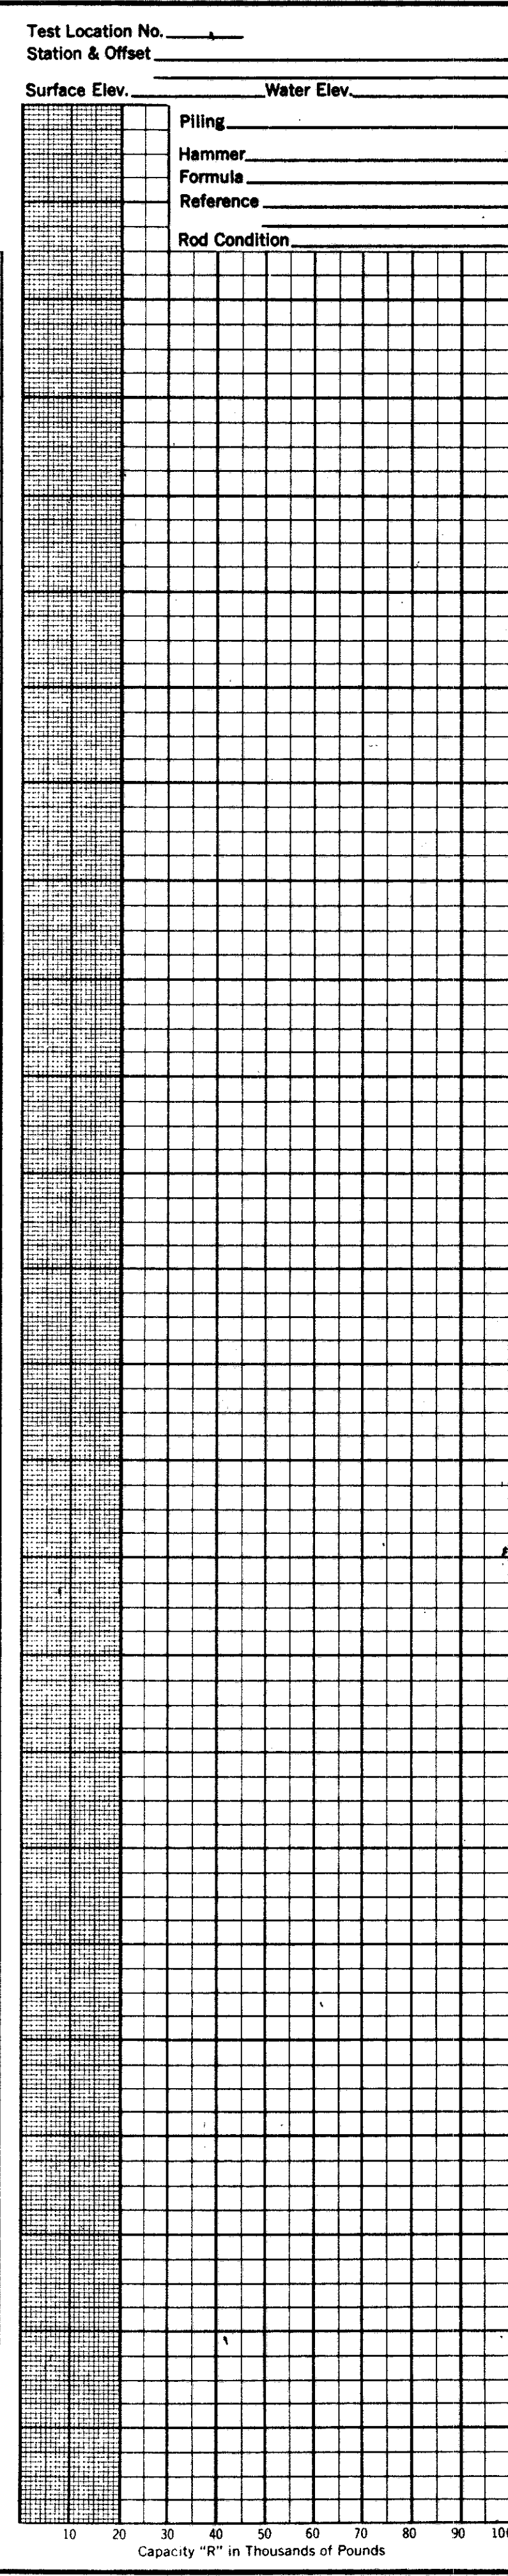 Test Location No.
Station & Offset
Surface Elev. Water Elev.
Piling
Hammer
Formula
Reference
Rod Condition
10 20 30 40 50 60 70 80 90
Capacity "R" in Thousands of Pounds